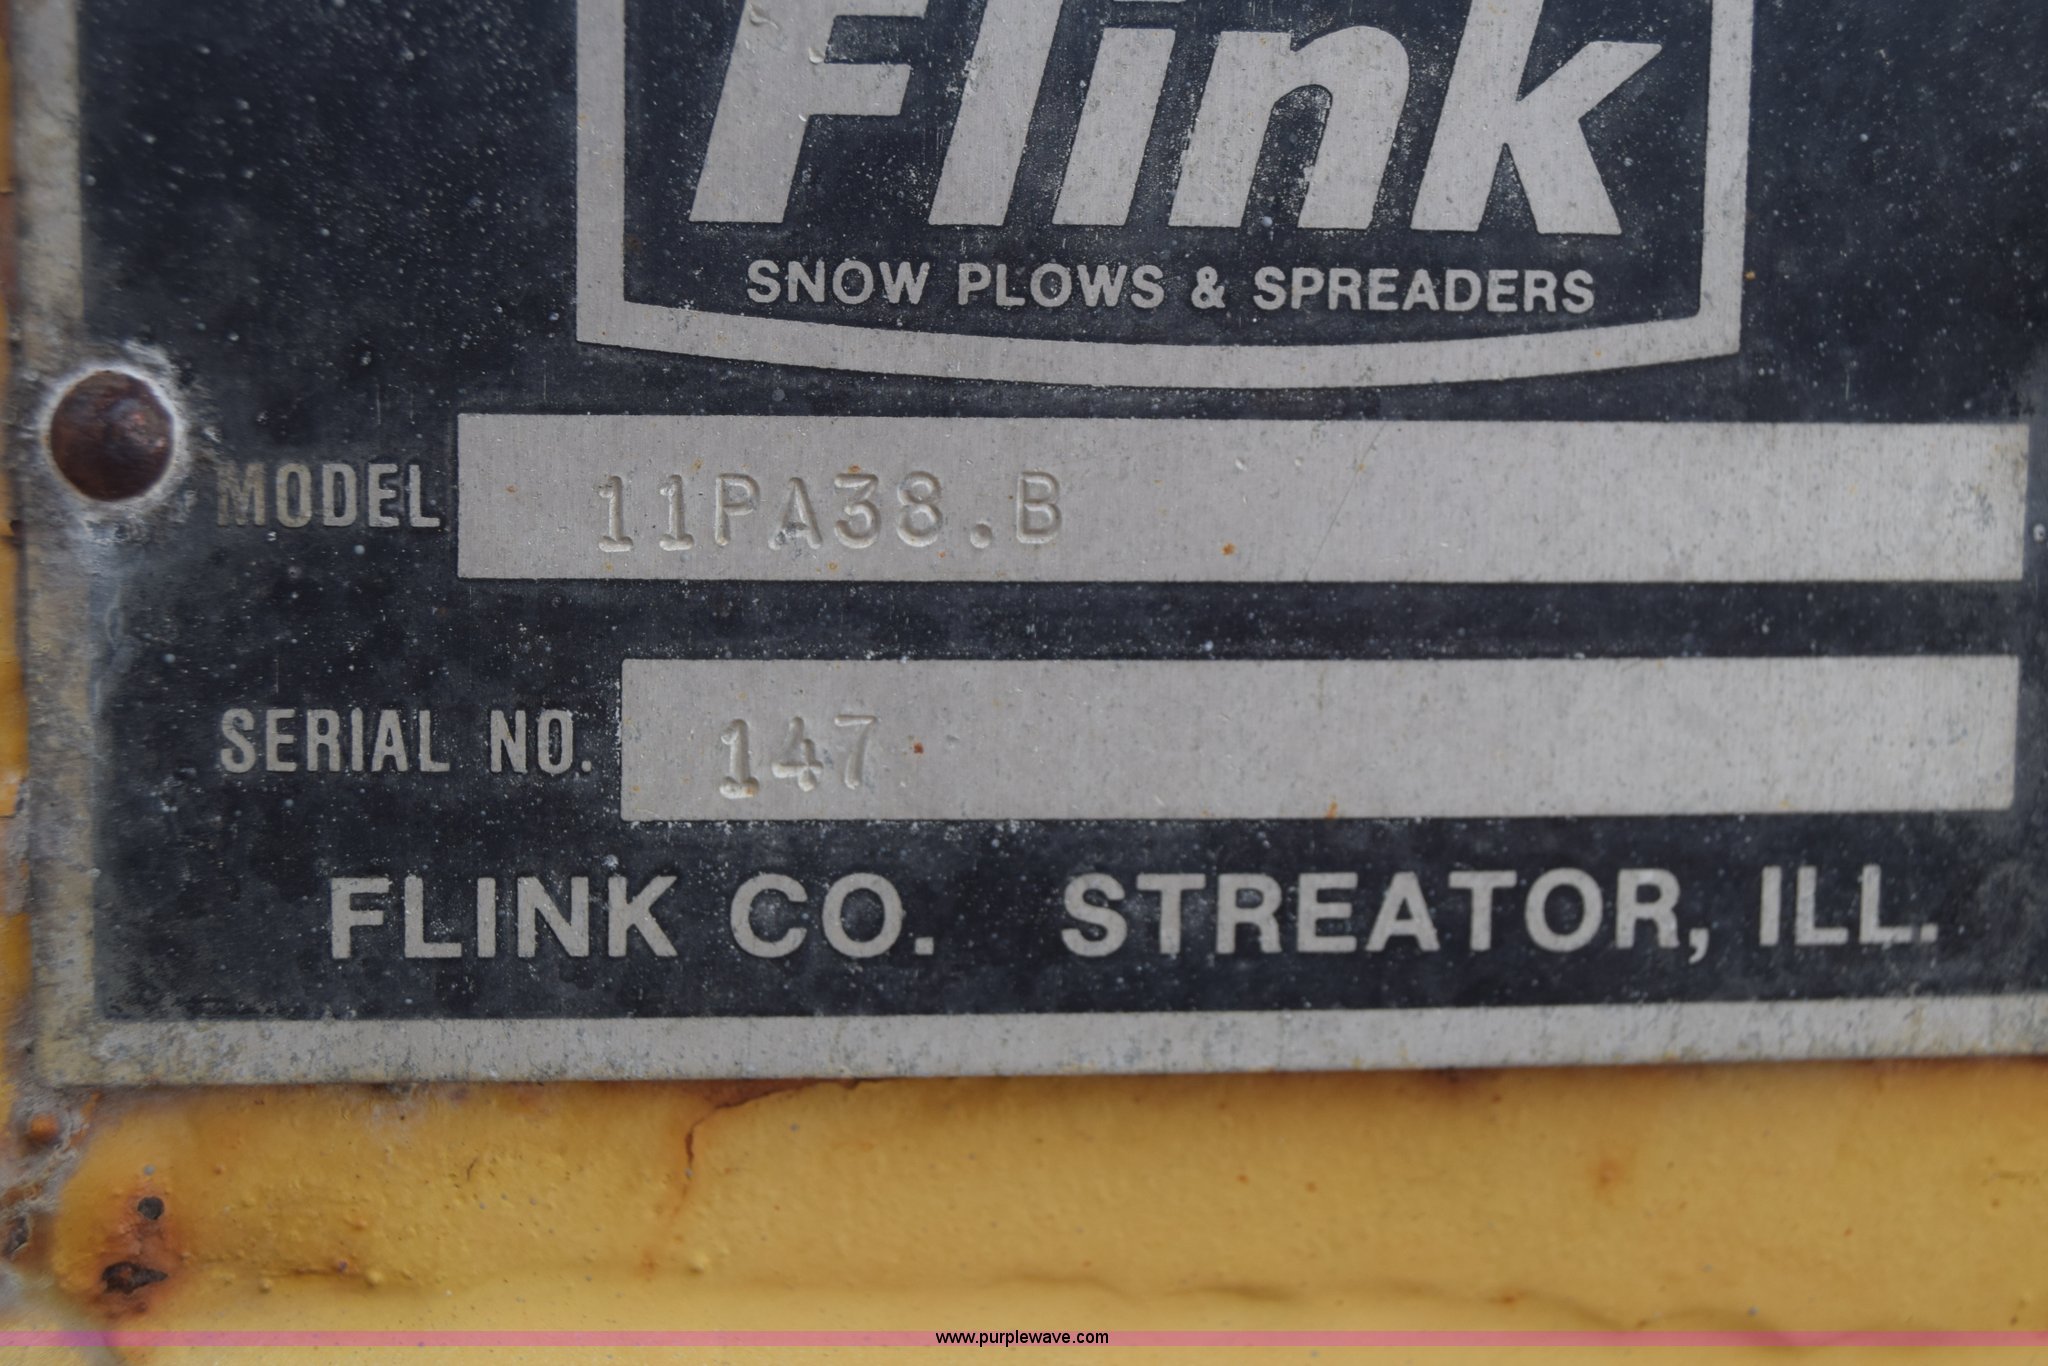 Flink
SNOW PLOWS & SPREADERS
MODEL 11PA38.B
SERIAL NO. 147
FLINK CO. STREATOR, ILL.
www.purplewave.com